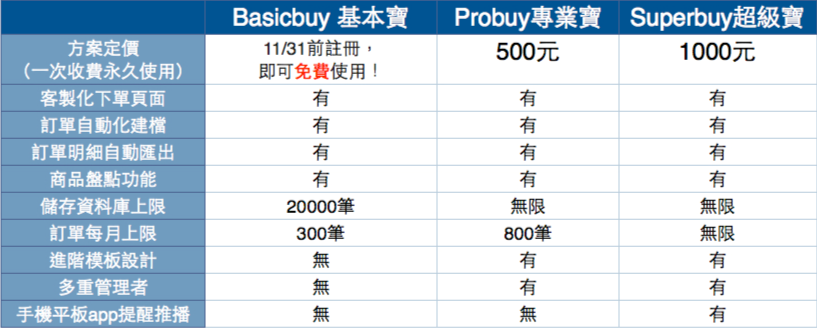 Basicbuy 基本寶 Probuy專業寶 Superbuy超級寶
方案定價
（一次收費永久使用） 11/31前註冊，
即可免費使用！ 500元 1000元
客製化下單頁面 有 有 有
訂單自動化建檔 有 有 有
訂單明細自動匯出 有 有 有
商品盤點功能 有 有 有
儲存資料庫上限 20000筆 無限 無限
訂單每月上限 300筆 800筆 無限
進階模板設計 無 有 有
多重管理者 無 有 有
手機平板app提醒推播 無 無 有